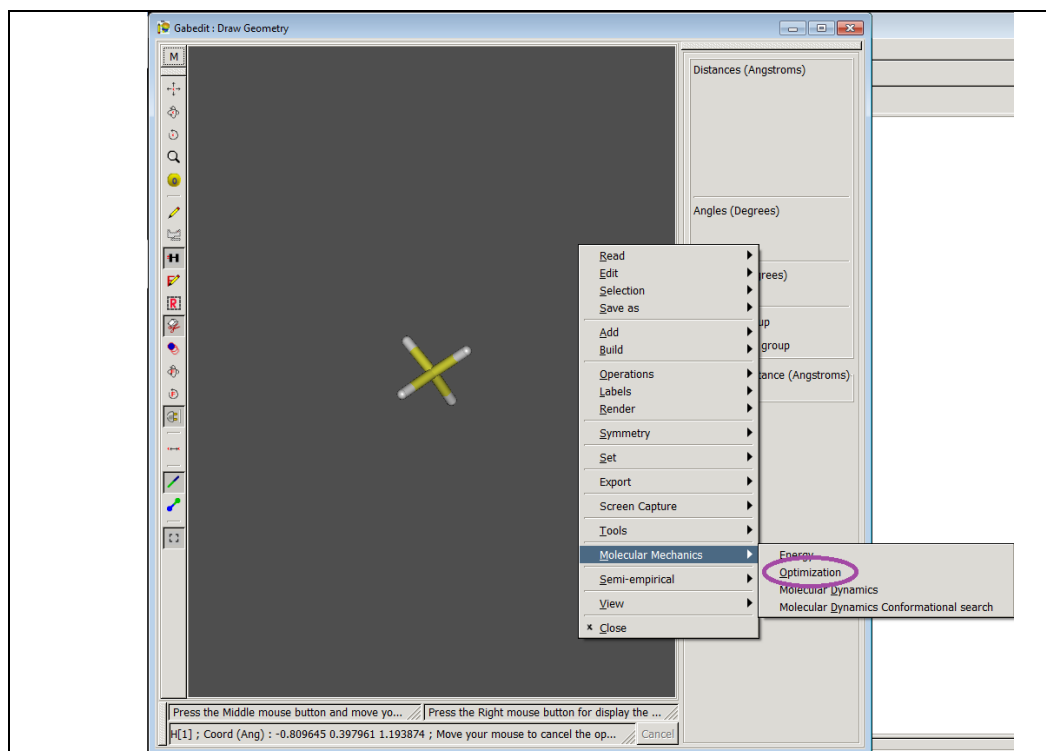 Gabedit : Draw Geometry
M
Distances (Angstroms)
Angles (Degrees)
H
R
Read
Edit
Selection
Save as
Add
Build
Operations
Labels
Render
Symmetry
Set
Export
Screen Capture
Tools
Molecular Mechanics
Semi-empirical
View
Close
grees)
up
group
tance (Angstroms)
Energy
Optimization
Molecular Dynamics
Molecular Dynamics Conformational search
Press the Middle mouse button and move yo...
Press the Right mouse button for display the ...
H[1] ; Coord (Ang) : -0.809645 0.397961 1.193874 ; Move your mouse to cancel the op...
Cancel